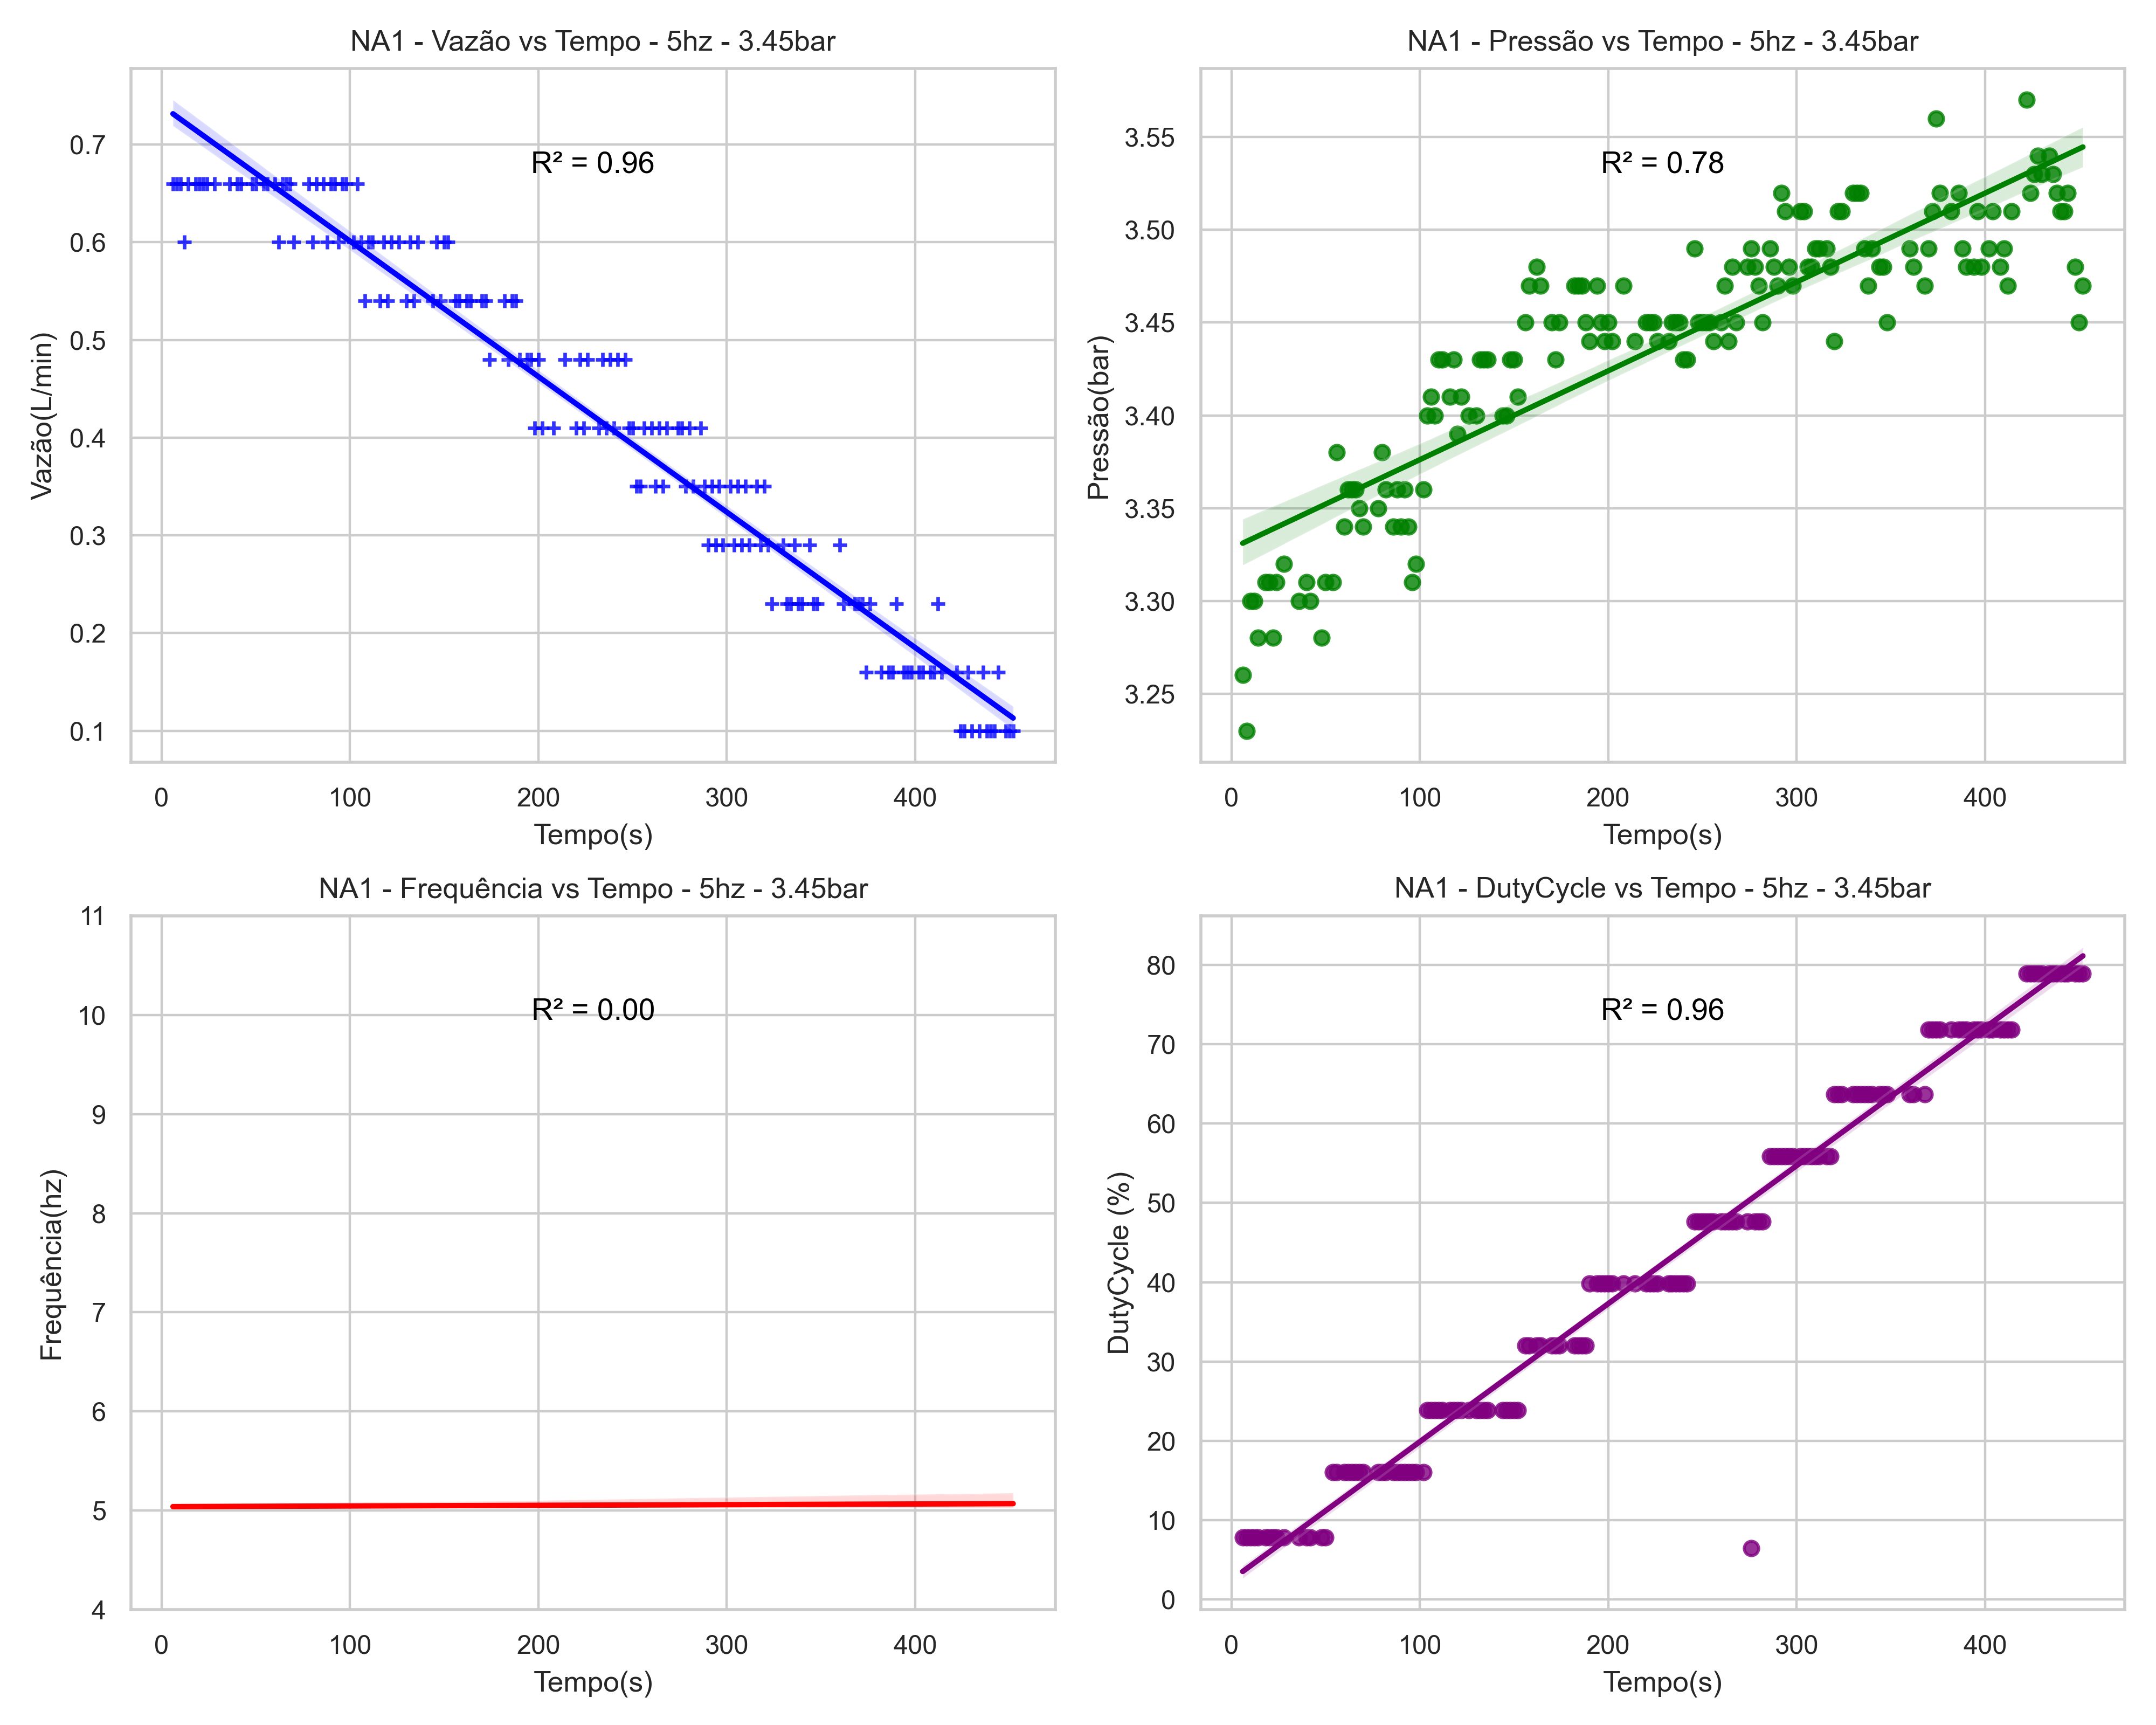 NA1 - Vazão vs Tempo - 5hz - 3.45bar
R² = 0.96
Vazão(L/min)
0.7
0.6
0.5
0.4
0.3
0.2
0.1
0 100 200 300 400
Tempo(s)
NA1 - Pressão vs Tempo - 5hz - 3.45bar
R² = 0.78
Pressão(bar)
3.55
3.50
3.45
3.40
3.35
3.30
3.25
0 100 200 300 400
Tempo(s)
NA1 - Frequência vs Tempo - 5hz - 3.45bar
R² = 0.00
Frequência(hz)
11
10
9
8
7
6
5
4
0 100 200 300 400
Tempo(s)
NA1 - DutyCycle vs Tempo - 5hz - 3.45bar
R² = 0.96
DutyCycle (%)
80
70
60
50
40
30
20
10
0
0 100 200 300 400
Tempo(s)